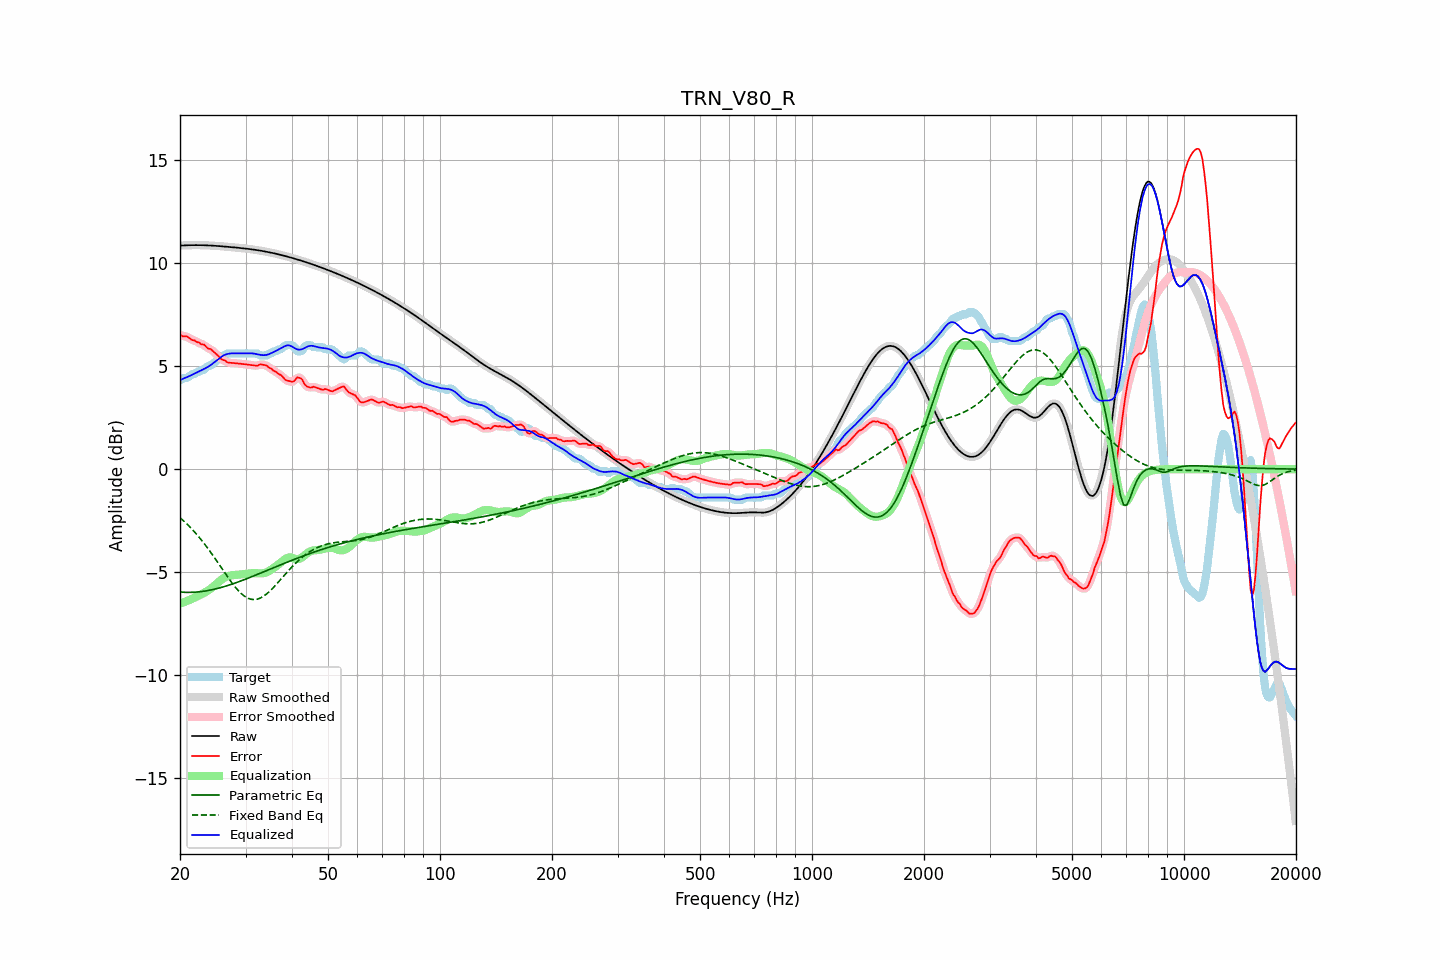 TRN_V80_R
Amplitude (dBr)
15
10
5
0
−5
−10
−15
Target
Raw Smoothed
Error Smoothed
Raw
Error
Equalization
Parametric Eq
Fixed Band Eq
Equalized
20 50 100 200 500 1000 2000 5000 10000 20000
Frequency (Hz)